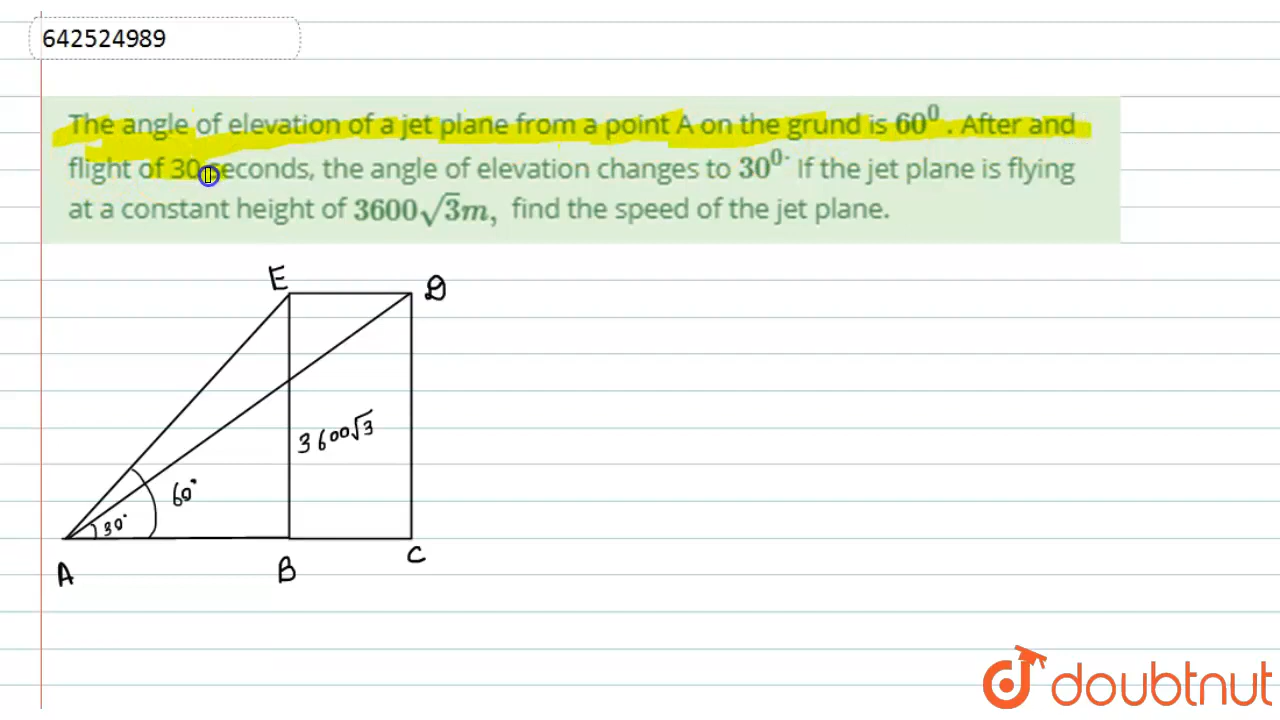 642524989
The angle of elevation of a jet plane from a point A on the grund is 60⁰ . After and
flight of 30 seconds, the angle of elevation changes to 30⁰· If the jet plane is flying
at a constant height of 3600√3m, find the speed of the jet plane.
E
D
3600√3
60°
30°
A
B
C
doubtnut